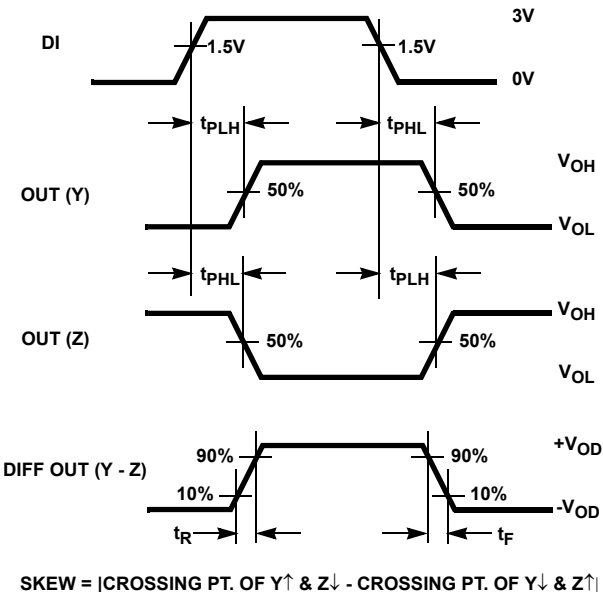 3V
DI
1.5V
1.5V
0V
tPLH
tPHL
VOH
OUT (Y)
50%
50%
VOL
tPHL
tPLH
VOH
OUT (Z)
50%
50%
VOL
+VOD
90%
90%
DIFF OUT (Y - Z)
10%
10%
-VOD
tR
tF
SKEW = |CROSSING PT. OF Y↑ & Z↓ - CROSSING PT. OF Y↓ & Z↑|